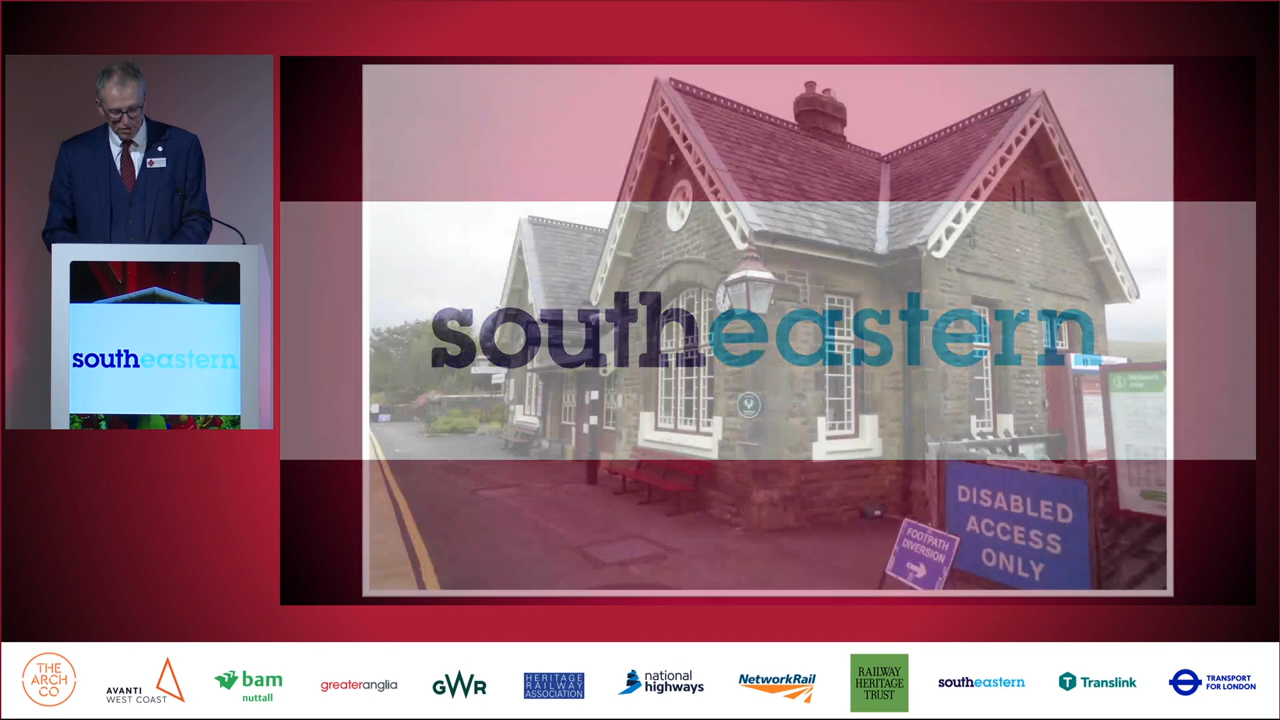 southeastern
southeastern
DISABLED
ACCESS
ONLY
FOOTPATH
DIVERSION
THE
ARCH
CO
AVANTI
WEST COAST
bam
nuttall
greateranglia
GWR
HERITAGE
RAILWAY
ASSOCIATION
national
highways
NetworkRail
RAILWAY
HERITAGE
TRUST
southeastern
Translink
TRANSPORT
FOR LONDON